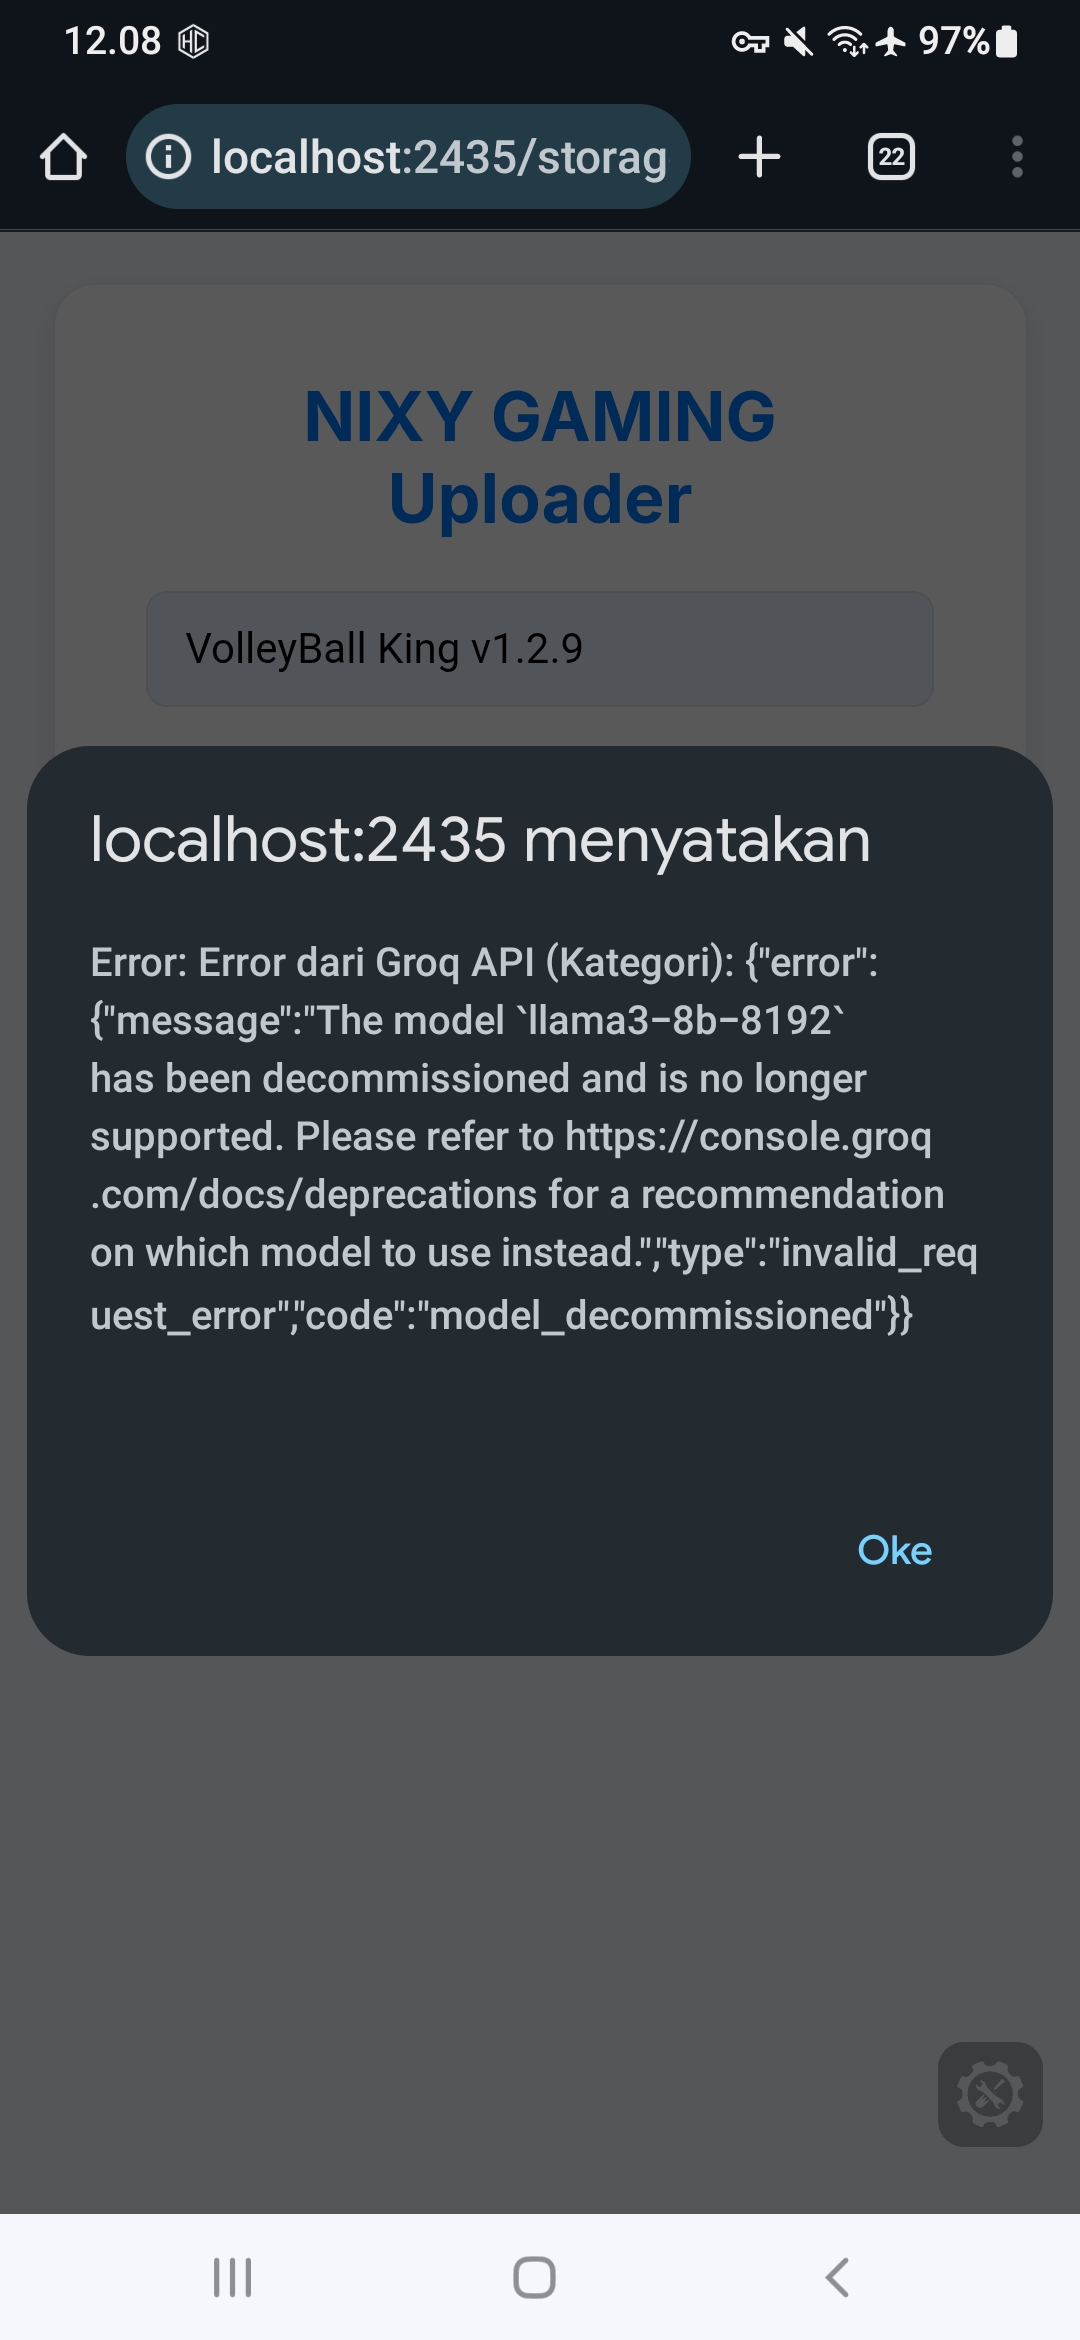 12.08
97%
localhost:2435/storag
22
NIXY GAMING
Uploader
VolleyBall King v1.2.9
localhost:2435 menyatakan
Error: Error dari Groq API (Kategori): {"error":
{"message":"The model `llama3-8b-8192`
has been decommissioned and is no longer
supported. Please refer to https://console.groq
.com/docs/deprecations for a recommendation
on which model to use instead.","type":"invalid_req
uest_error","code":"model_decommissioned"}}
Oke